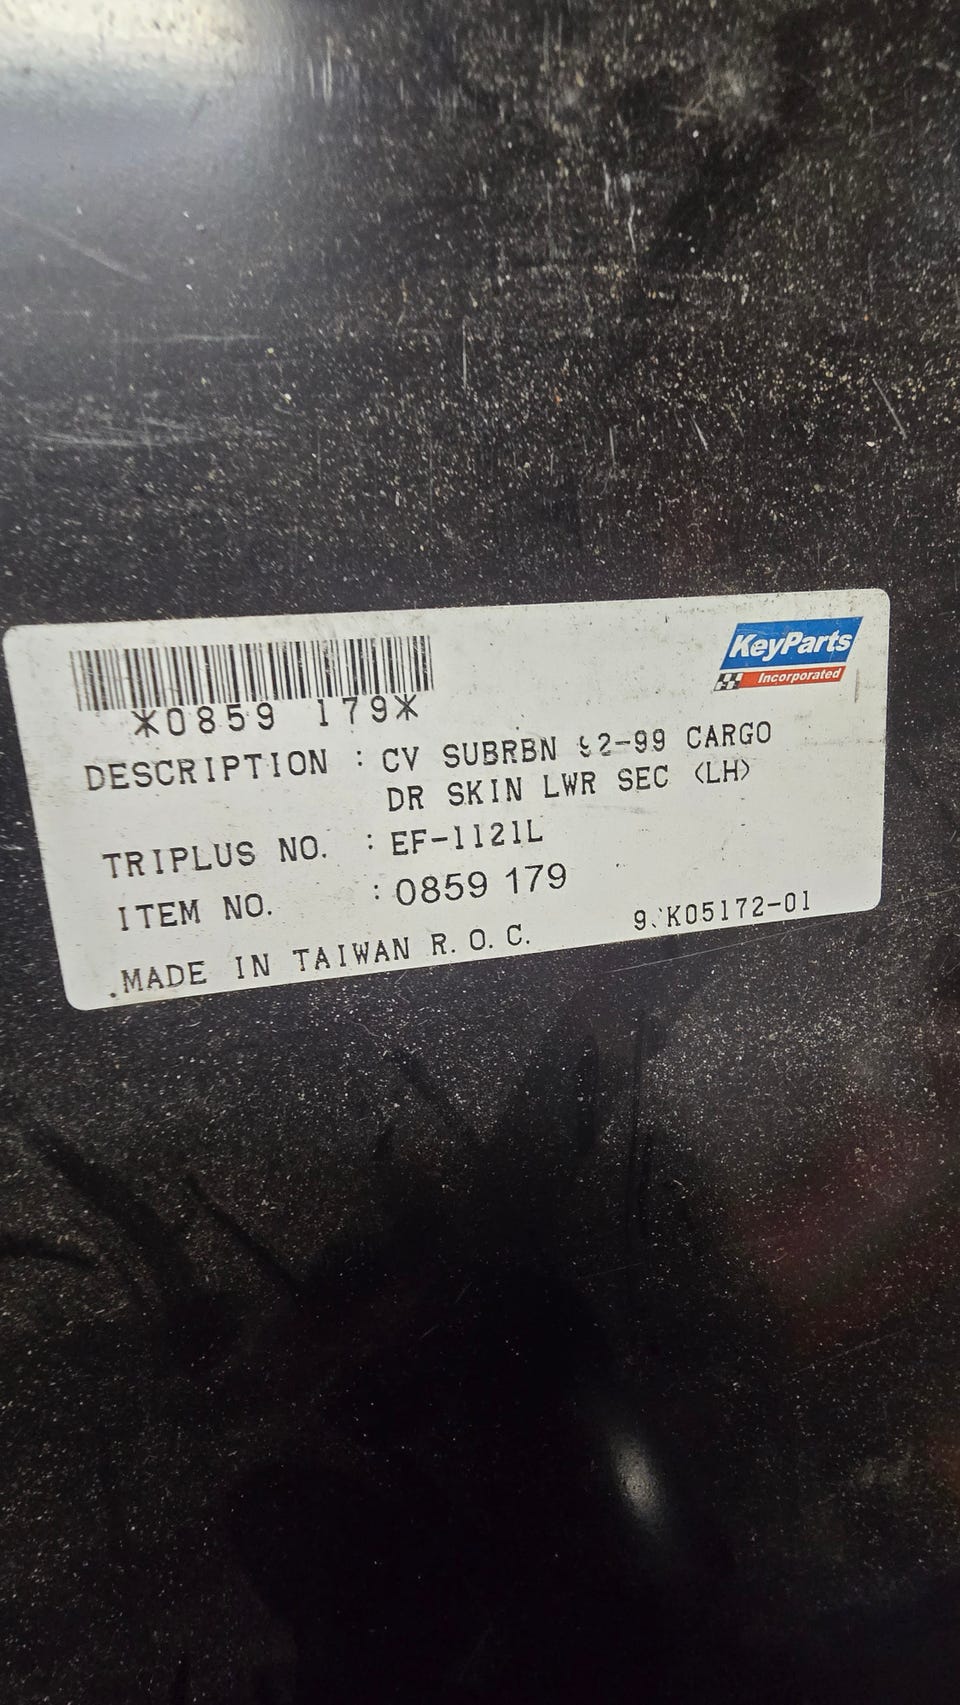 KeyParts
Incorporated
*0859 179*
DESCRIPTION : CV SUBRBN 92-99 CARGO
DR SKIN LWR SEC (LH)
TRIPLUS NO. : EF-1121L
ITEM NO. : 0859 179
MADE IN TAIWAN R.O.C. K05172-01